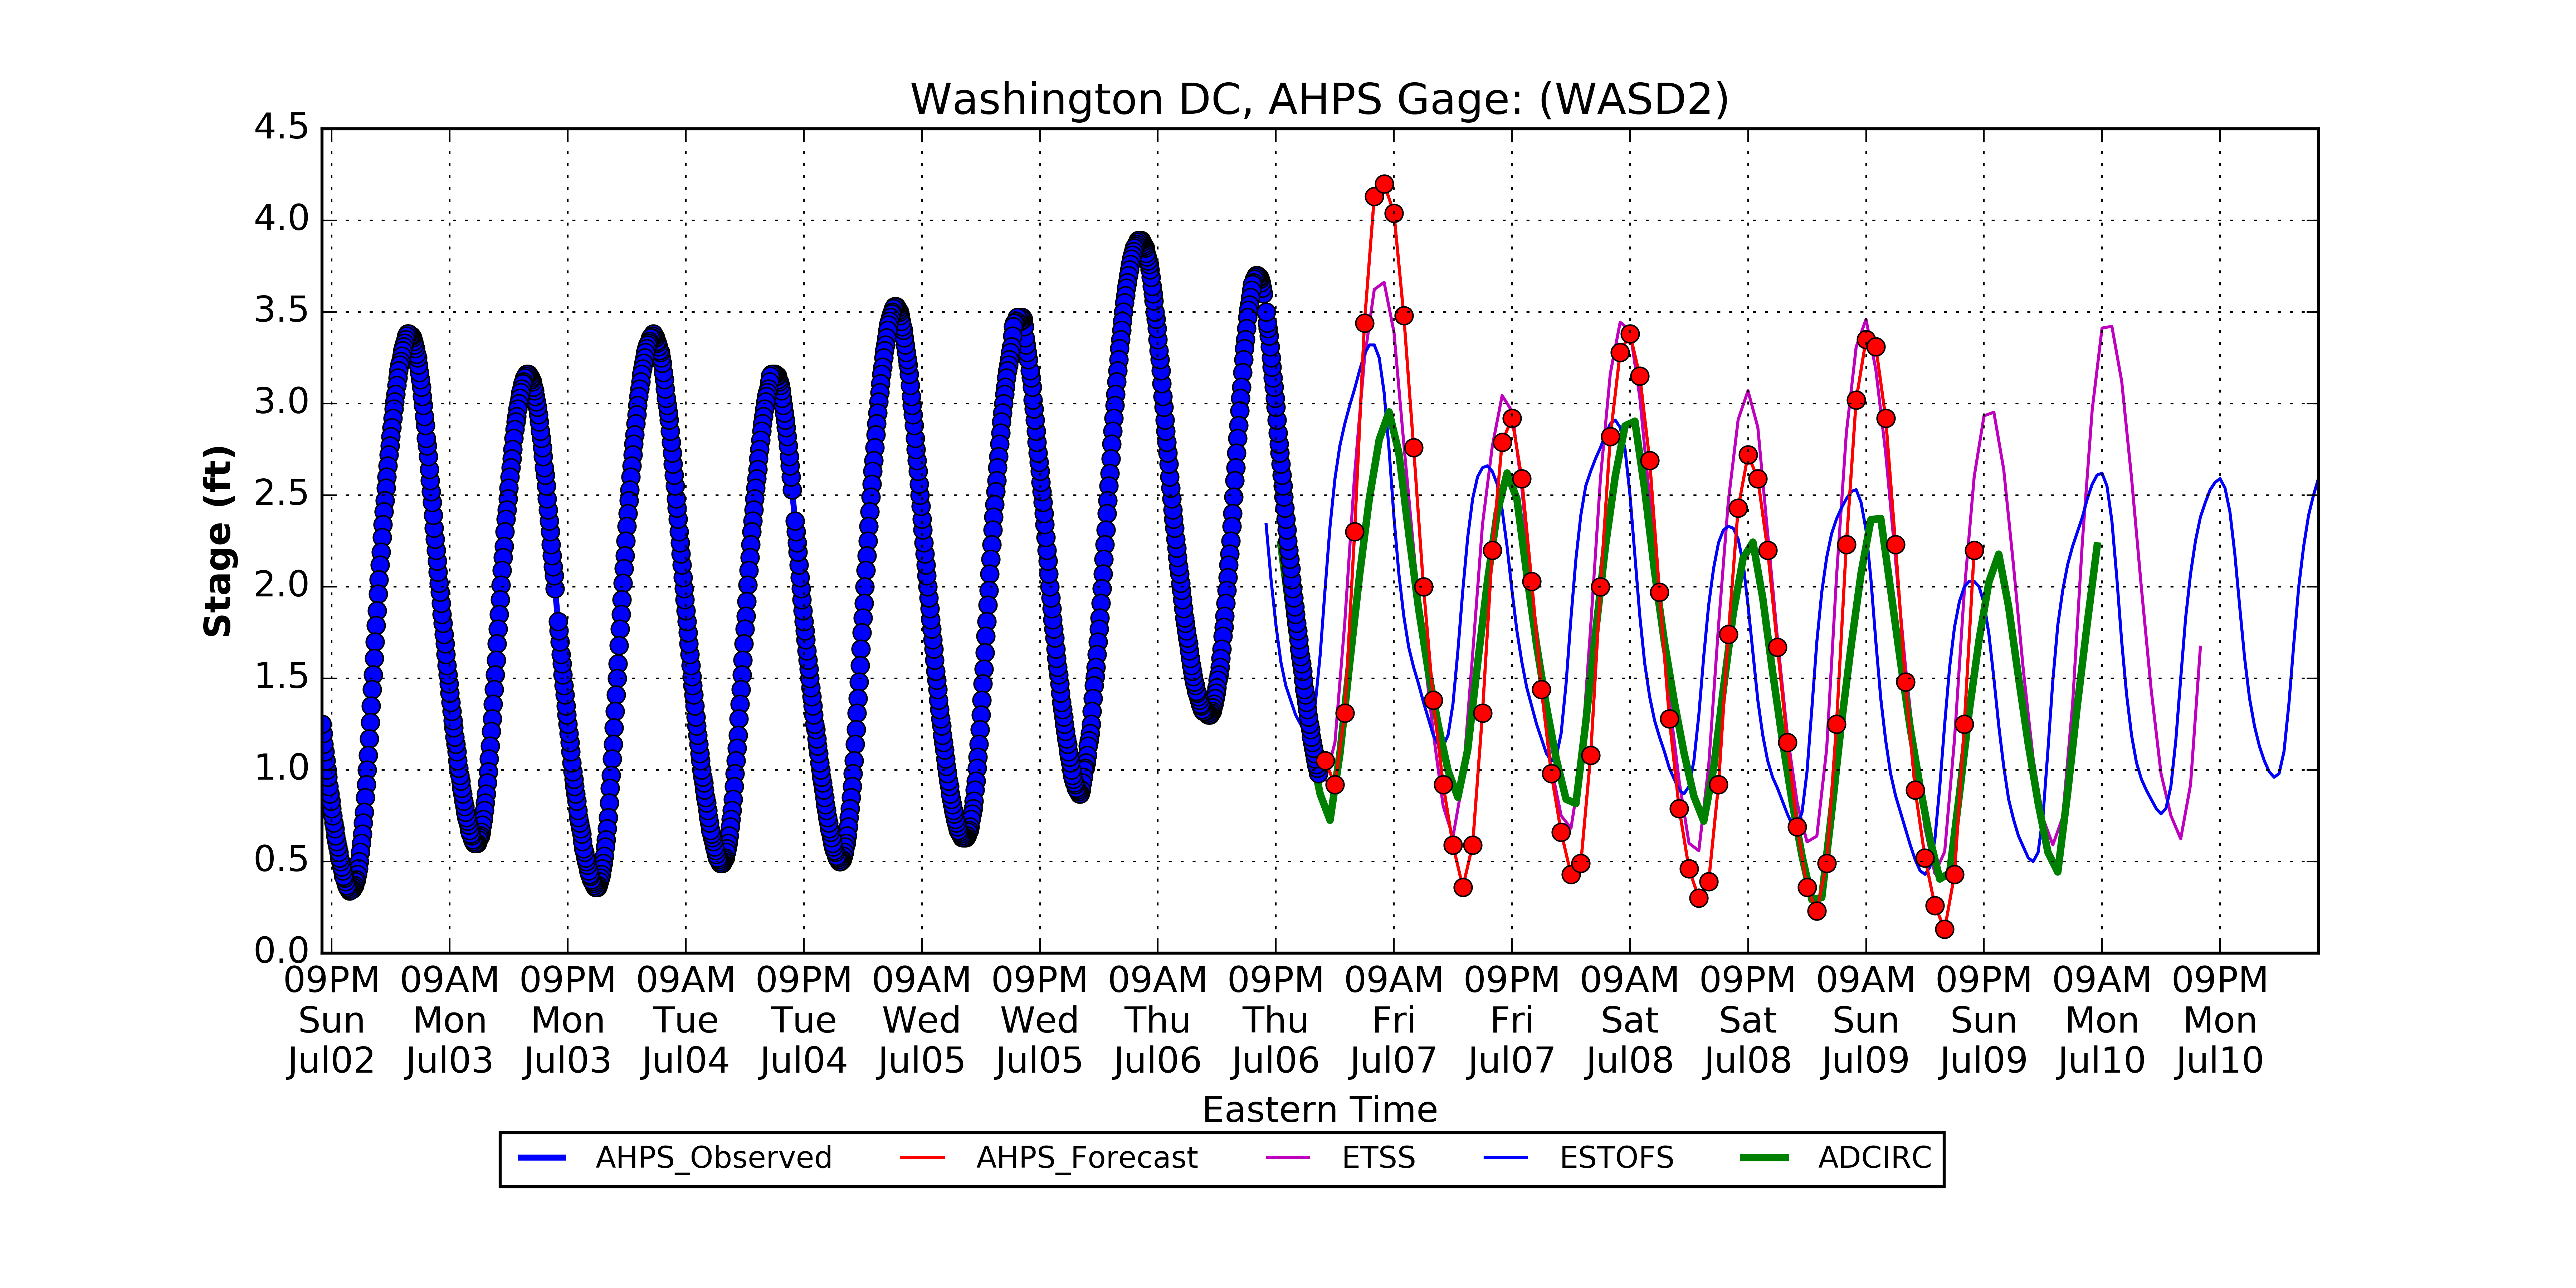 Washington DC, AHPS Gage: (WASD2)
4.5
4.0
3.5
3.0
2.5
2.0
1.5
1.0
0.5
0.0
Stage (ft)
09PM 09AM 09PM 09AM 09PM 09AM 09PM 09AM 09PM 09AM 09PM 09AM 09PM 09AM 09PM 09AM 09PM
Sun Mon Mon Tue Tue Wed Wed Thu Thu Fri Fri Sat Sat Sun Sun Mon Mon
Jul02 Jul03 Jul03 Jul04 Jul04 Jul05 Jul05 Jul06 Jul06 Jul07 Jul07 Jul08 Jul08 Jul09 Jul09 Jul10 Jul10
Eastern Time
AHPS_Observed AHPS_Forecast ETSS ESTOFS ADCIRC